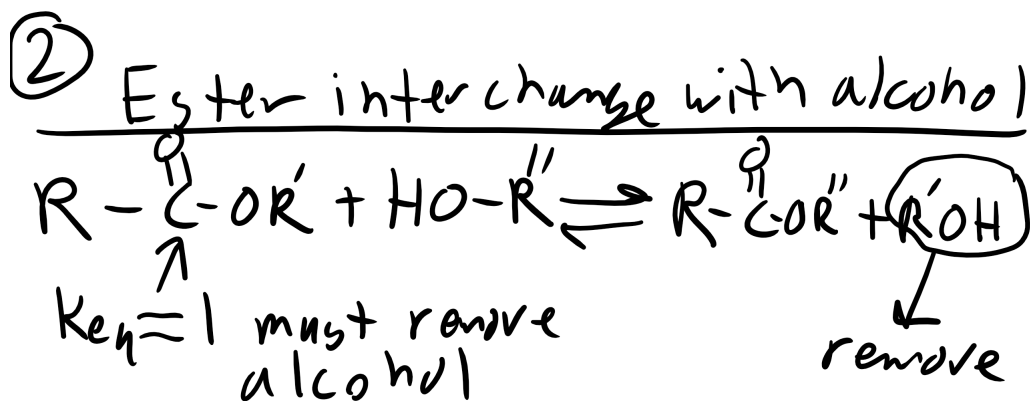 ②
Ester interchange with alcohol
O O
R-C-OR' + HO-R'' ⇌ R-C-OR'' + R'OH
Keq ≈ 1 must remove
alcohol
remove